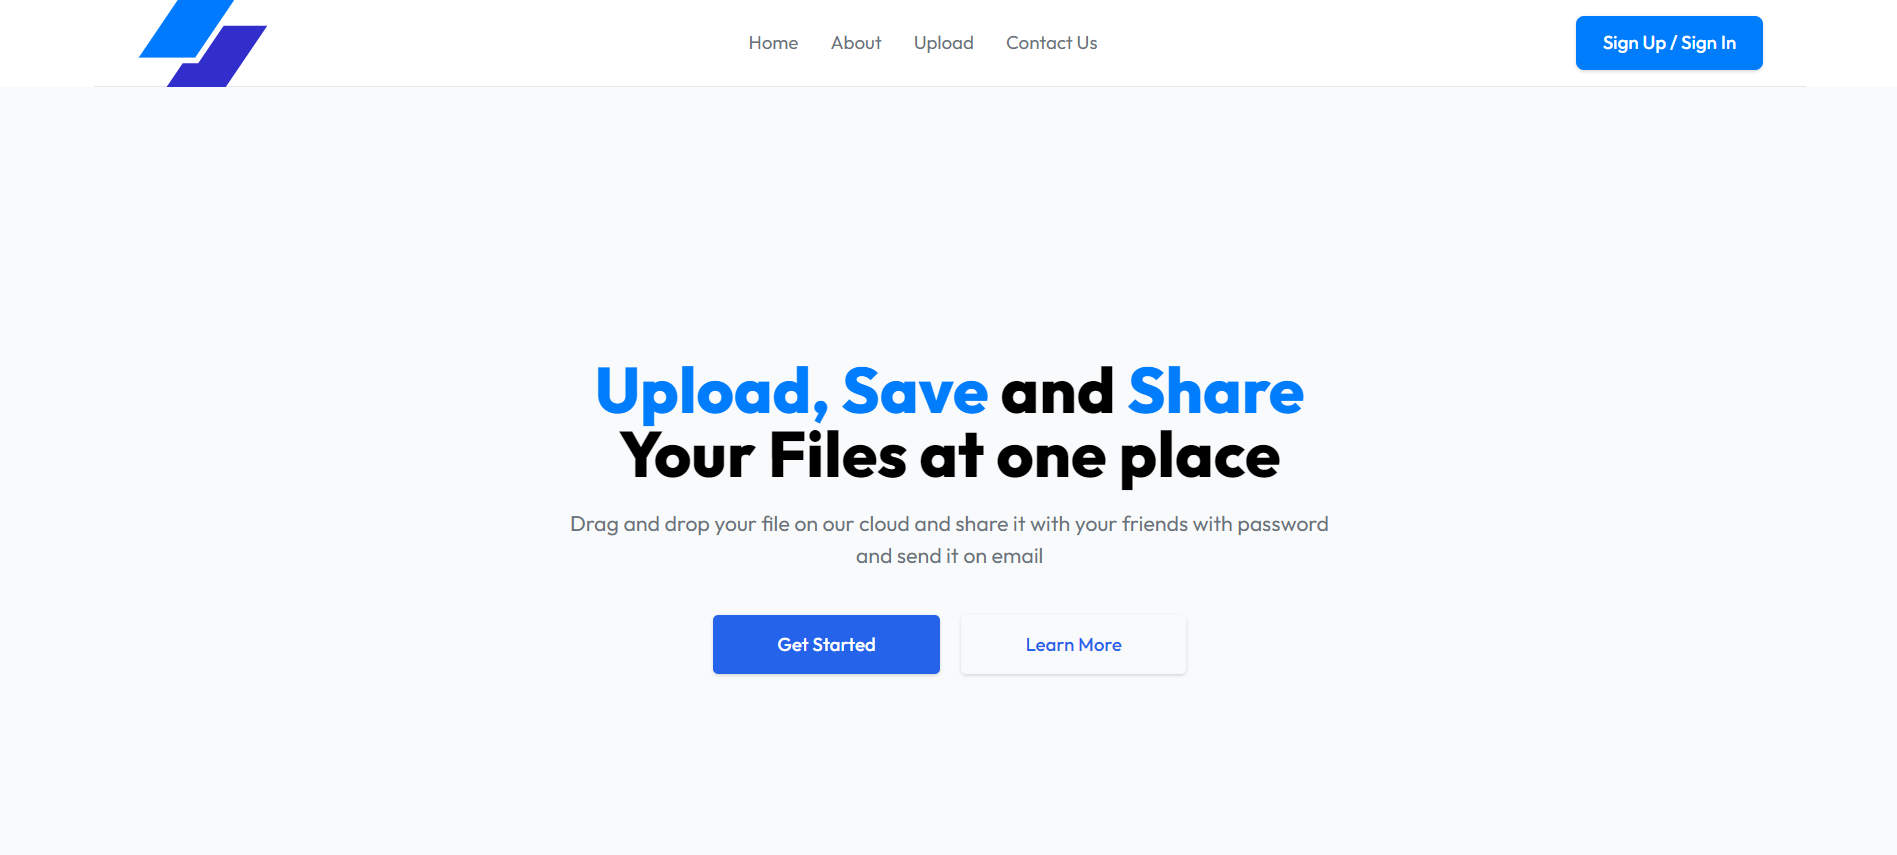 Home About Upload Contact Us Sign Up / Sign In
Upload, Save and Share
Your Files at one place
Drag and drop your file on our cloud and share it with your friends with password
and send it on email
Get Started Learn More